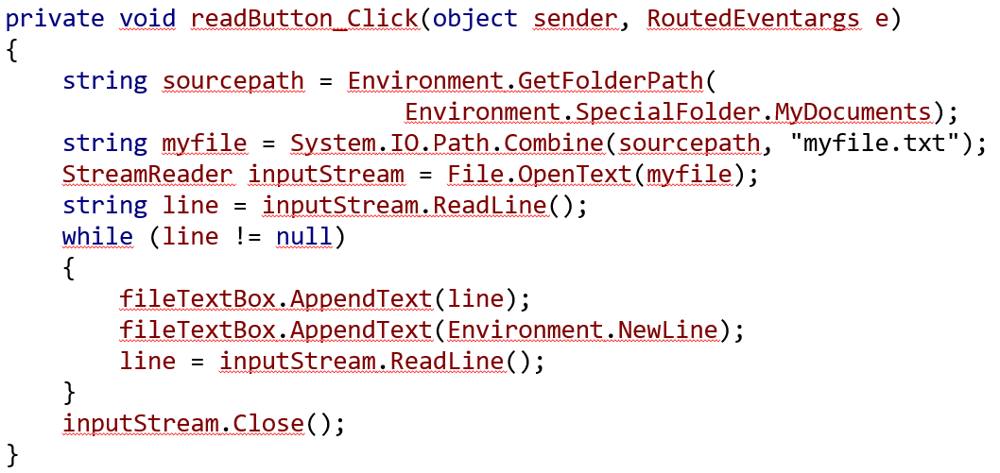 private void readButton_Click(object sender, RoutedEventargs e)
{
    string sourcepath = Environment.GetFolderPath(
                            Environment.SpecialFolder.MyDocuments);
    string myfile = System.IO.Path.Combine(sourcepath, "myfile.txt");
    StreamReader inputStream = File.OpenText(myfile);
    string line = inputStream.ReadLine();
    while (line != null)
    {
        fileTextBox.AppendText(line);
        fileTextBox.AppendText(Environment.NewLine);
        line = inputStream.ReadLine();
    }
    inputStream.Close();
}